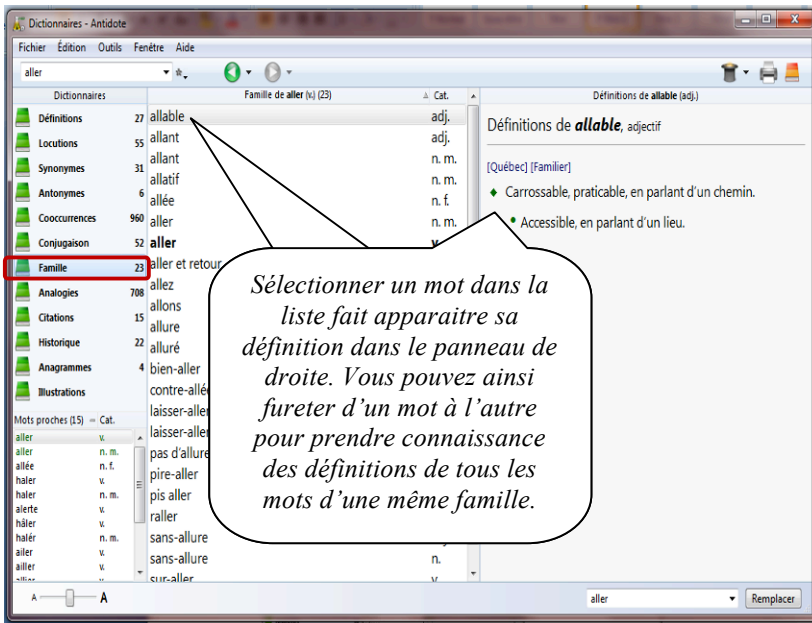 Dictionnaires - Antidote
Fichier Édition Outils Fenêtre Aide
aller
Dictionnaires
Définitions 27
Locutions 55
Synonymes 31
Antonymes 6
Cooccurrences 960
Conjugaison 52
Famille 23
Analogies 708
Citations 15
Historique 22
Anagrammes 4
Illustrations
Mots proches (15) Cat.
aller v.
aller n. m.
allée n. f.
haler v.
haler n. m.
alerte v.
hâler v.
halér n. m.
ailer v.
ailler v.
Famille de aller (v.) (23) Cat.
allable adj.
allant adj.
allant n. m.
allatif n. m.
allée n. f.
aller n. m.
aller v.
aller et retour
allez
allons
allure
alluré
bien-aller
contre-allée
laisser-aller
laisser-aller
pas d'allure
pire-aller
pis aller
raller
sans-allure
sans-allure n.
sur-aller v.
Définitions de allable (adj.)
Définitions de allable, adjectif
[Québec] [Familier]
Carrossable, praticable, en parlant d'un chemin.
Accessible, en parlant d'un lieu.
Sélectionner un mot dans la
liste fait apparaitre sa
définition dans le panneau de
droite. Vous pouvez ainsi
fureter d'un mot à l'autre
pour prendre connaissance
des définitions de tous les
mots d'une même famille.
A A
aller Remplacer